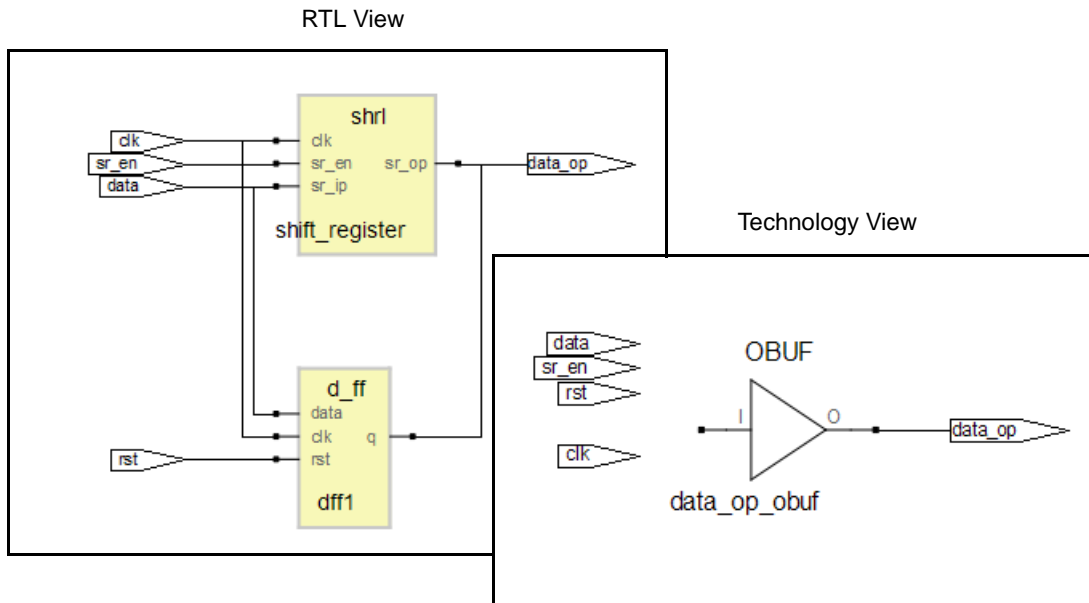 RTL View
shrl
clk
clk
sr_en
sr_en
sr_op
data_op
data
sr_ip
shift_register
d_ff
data
clk
q
rst
rst
dff1
Technology View
data
OBUF
sr_en
rst
I
O
data_op
clk
data_op_obuf